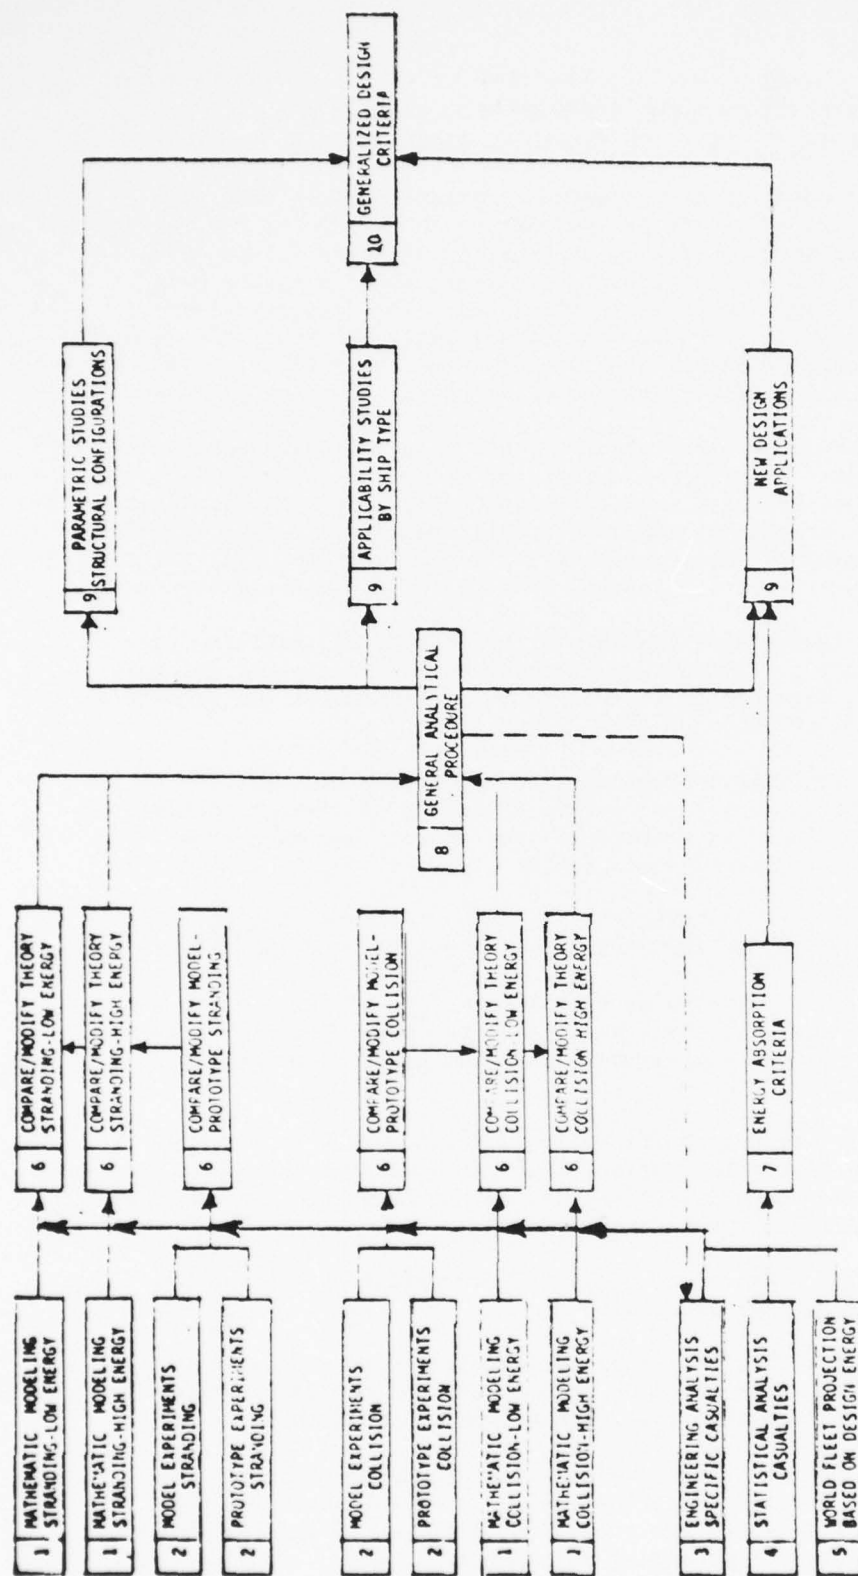 1
MATHEMATIC MODELING
STRANDING-LOW ENERGY
1
MATHEMATIC MODELING
STRANDING-HIGH ENERGY
2
MODEL EXPERIMENTS
STRANDING
2
PROTOTYPE EXPERIMENTS
STRANDING
2
MODEL EXPERIMENTS
COLLISION
2
PROTOTYPE EXPERIMENTS
COLLISION
1
MATHEMATIC MODELING
COLLISION-LOW ENERGY
1
MATHEMATIC MODELING
COLLISION-HIGH ENERGY
3
ENGINEERING ANALYSIS
SPECIFIC CASUALTIES
4
STATISTICAL ANALYSIS
CASUALTIES
5
WORLD FLEET PROJECTION
BASED ON DESIGN ENERGY
6
COMPARE/MODIFY THEORY
STRANDING-LOW ENERGY
6
COMPARE/MODIFY THEORY
STRANDING-HIGH ENERGY
6
COMPARE/MODIFY MODEL-
PROTOTYPE STRANDING
6
COMPARE/MODIFY MODEL-
PROTOTYPE COLLISION
6
COMPARE/MODIFY THEORY
COLLISION LOW ENERGY
6
COMPARE/MODIFY THEORY
COLLISION HIGH ENERGY
7
ENERGY ABSORPTION
CRITERIA
8
GENERAL ANALYTICAL
PROCEDURE
9
PARAMETRIC STUDIES
STRUCTURAL CONFIGURATIONS
9
APPLICABILITY STUDIES
BY SHIP TYPE
9
NEW DESIGN
APPLICATIONS
10
GENERALIZED DESIGN
CRITERIA